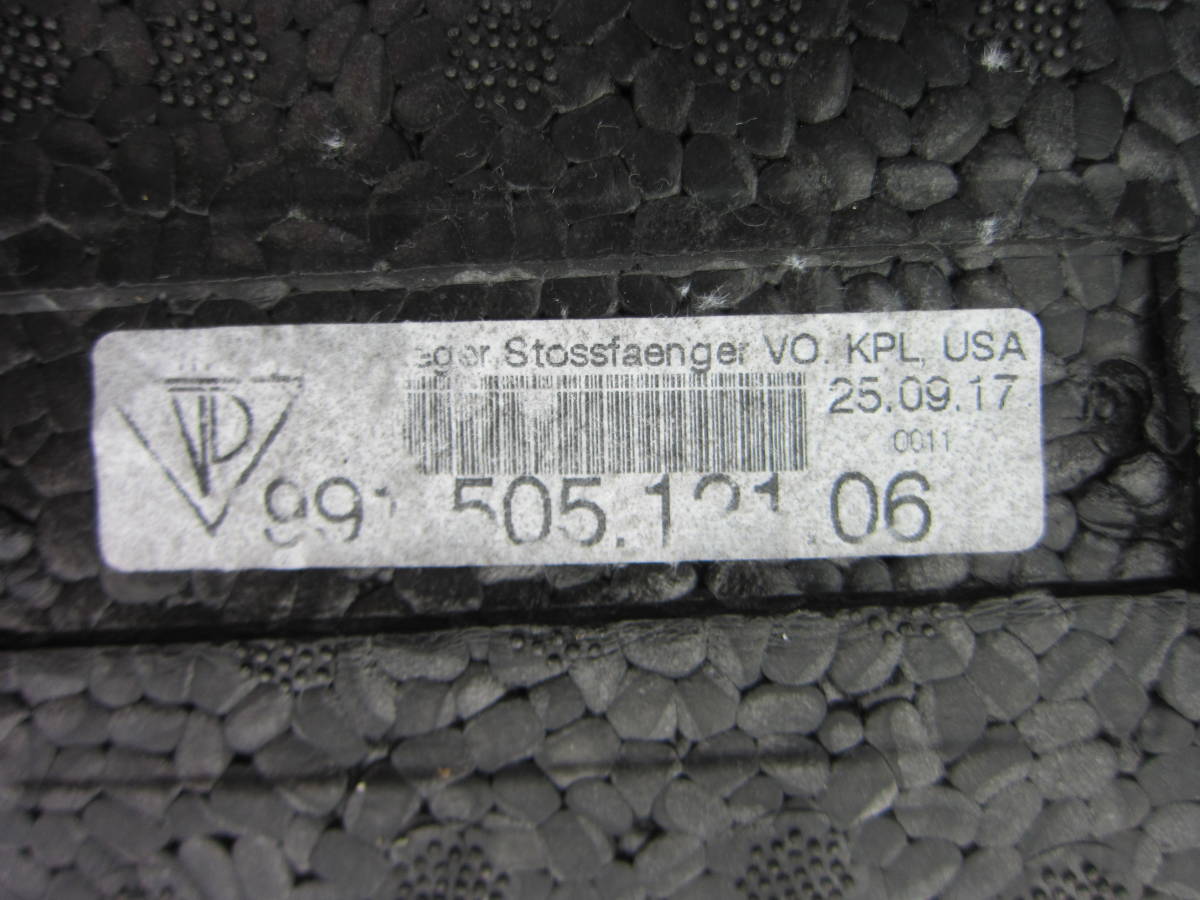 Stossfaenger VO. KPL, USA
25.09.17
0011
505. .06